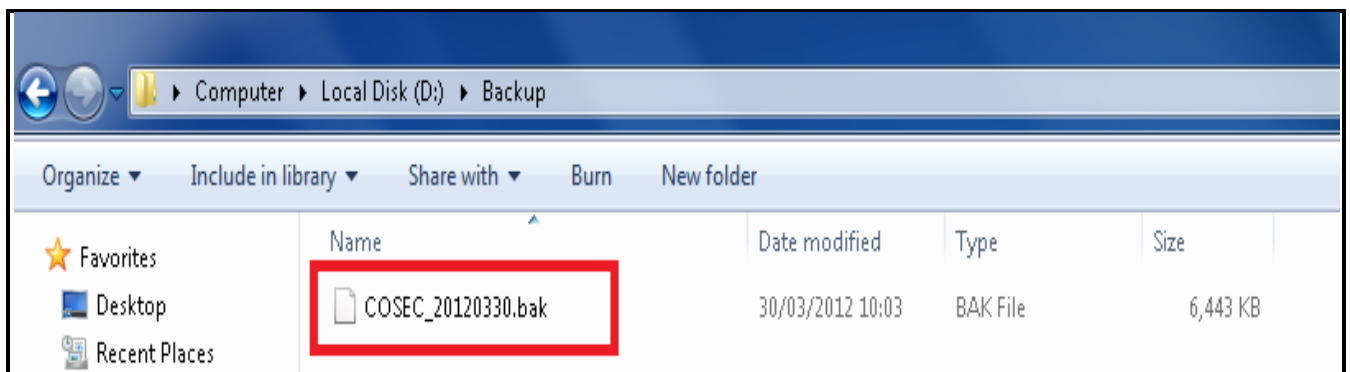 Computer Local Disk (D:) Backup
Organize Include in library Share with Burn New folder
Favorites Name Date modified Type Size
Desktop COSEC_20120330.bak 30/03/2012 10:03 BAK File 6,443 KB
Recent Places